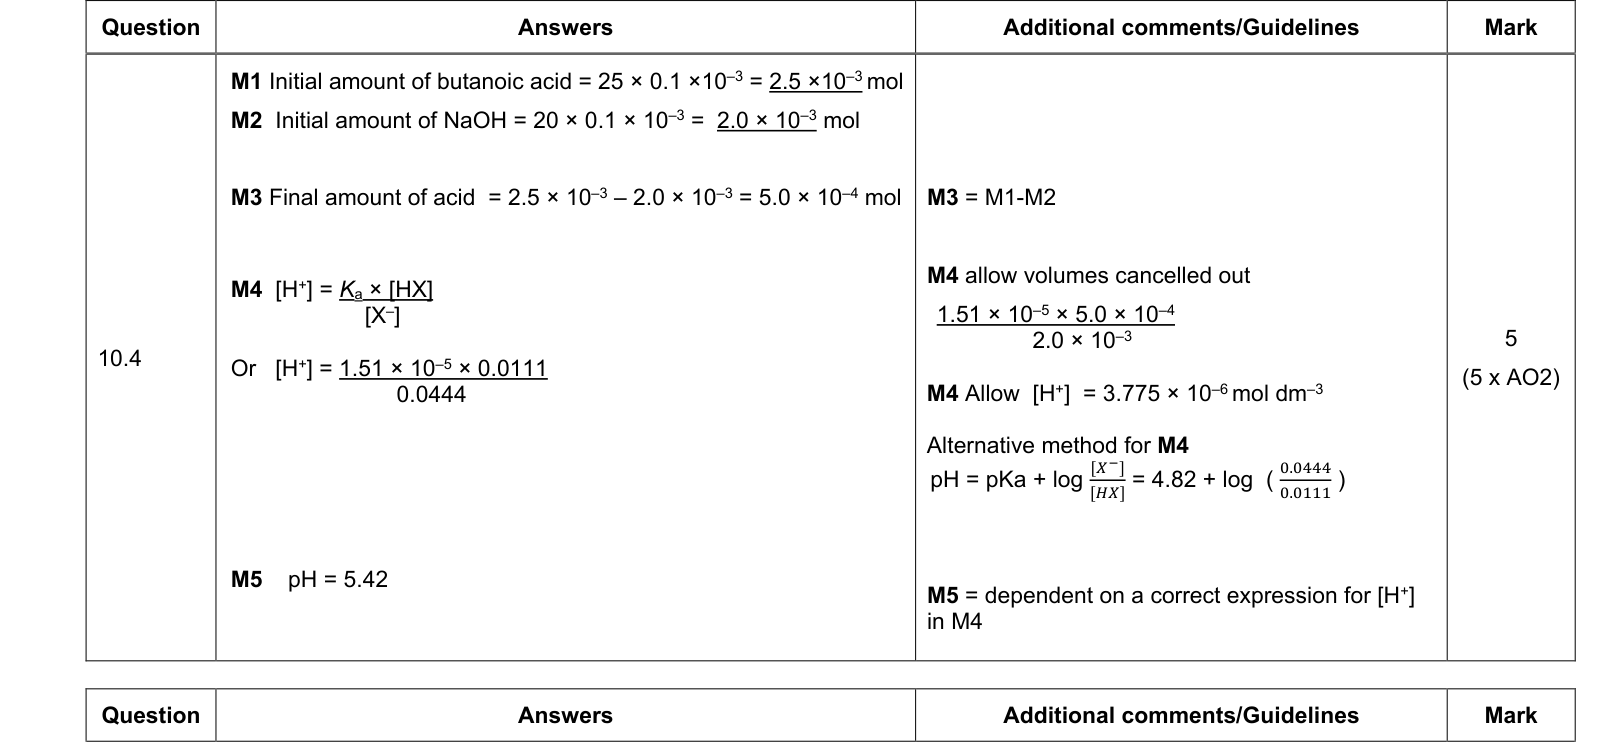 Question Answers Additional comments/Guidelines Mark
M1 Initial amount of butanoic acid = 25 × 0.1 ×10⁻³ = 2.5 ×10⁻³ mol
M2 Initial amount of NaOH = 20 × 0.1 × 10⁻³ = 2.0 × 10⁻³ mol
M3 Final amount of acid = 2.5 × 10⁻³ – 2.0 × 10⁻³ = 5.0 × 10⁻⁴ mol
M4 [H⁺] = Kₐ × [HX]
[X⁻]
Or [H⁺] = 1.51 × 10⁻⁵ × 0.0111
0.0444
M5 pH = 5.42
10.4
M3 = M1-M2
M4 allow volumes cancelled out
1.51 × 10⁻⁵ × 5.0 × 10⁻⁴
2.0 × 10⁻³
M4 Allow [H⁺] = 3.775 × 10⁻⁶ mol dm⁻³
Alternative method for M4
pH = pKa + log [X⁻]/[HX] = 4.82 + log (0.0444/0.0111)
M5 = dependent on a correct expression for [H⁺]
in M4
5
(5 x AO2)
Question Answers Additional comments/Guidelines Mark